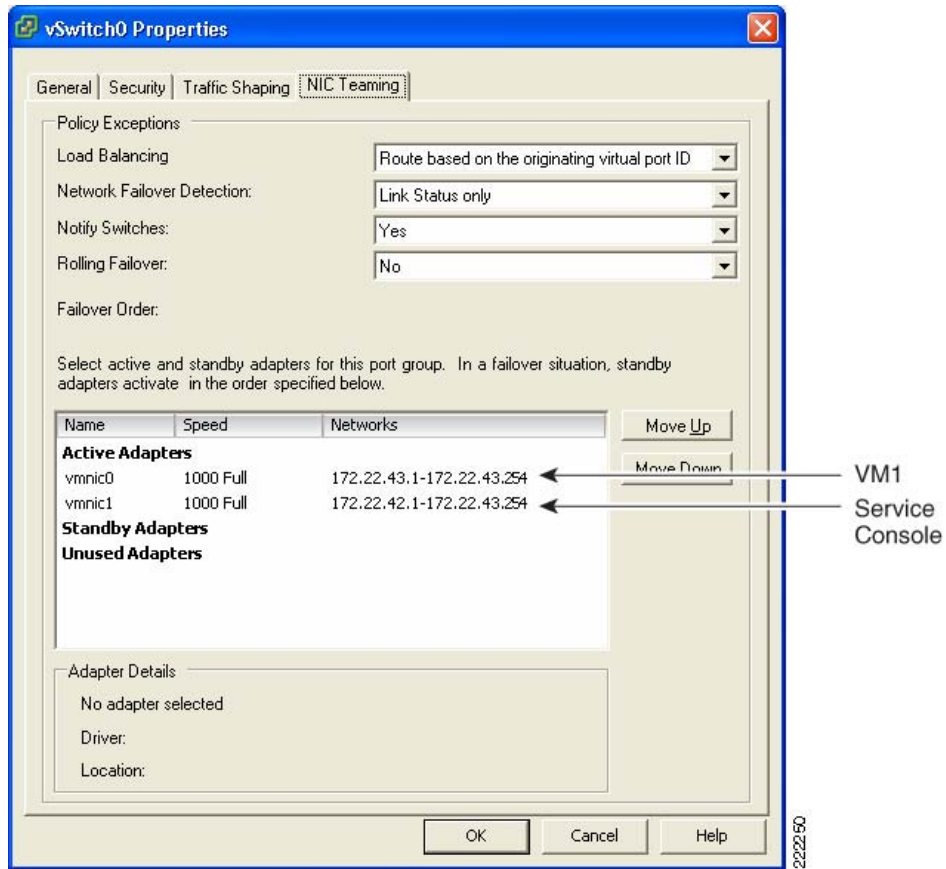 vSwitch0 Properties
General Security Traffic Shaping NIC Teaming
Policy Exceptions
Load Balancing Route based on the originating virtual port ID
Network Failover Detection: Link Status only
Notify Switches: Yes
Rolling Failover: No
Failover Order:
Select active and standby adapters for this port group. In a failover situation, standby
adapters activate in the order specified below.
Name Speed Networks Move Up
Active Adapters Move Down
vmnic0 1000 Full 172.22.43.1-172.22.43.254 VM1
vmnic1 1000 Full 172.22.42.1-172.22.43.254 Service
Console
Standby Adapters
Unused Adapters
Adapter Details
No adapter selected
Driver:
Location:
OK Cancel Help
222250